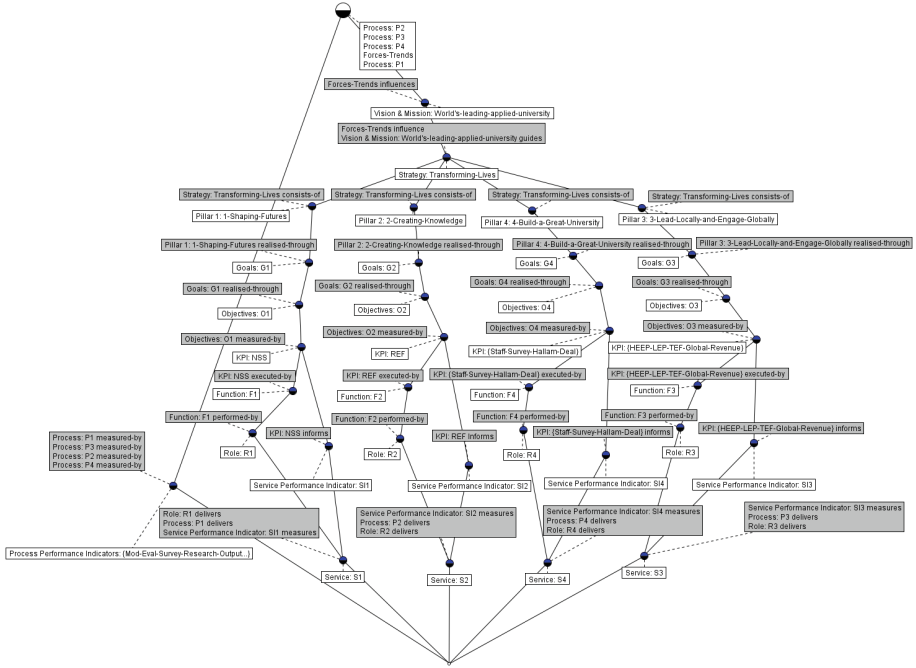 Process: P2
Process: P3
Process: P4
Forces-Trends
Process: P1
Forces-Trends influences
Vision & Mission: World's-leading-applied-university
Forces-Trends influence
Vision & Mission: World's-leading-applied-university guides
Strategy: Transforming-Lives
Strategy: Transforming-Lives consists-of
Strategy: Transforming-Lives consists-of
Strategy: Transforming-Lives consists-of
Strategy: Transforming-Lives consists-of
Pillar 1: 1-Shaping-Futures
Pillar 2: 2-Creating-Knowledge
Pillar 4: 4-Build-a-Great-University
Pillar 3: 3-Lead-Locally-and-Engage-Globally
Pillar 1: 1-Shaping-Futures realised-through
Pillar 2: 2-Creating-Knowledge realised-through
Pillar 4: 4-Build-a-Great-University realised-through
Pillar 3: 3-Lead-Locally-and-Engage-Globally realised-through
Goals: G1
Goals: G2
Goals: G4
Goals: G3
Goals: G1 realised-through
Goals: G2 realised-through
Goals: G4 realised-through
Goals: G3 realised-through
Objectives: O1
Objectives: O2
Objectives: O4
Objectives: O3
Objectives: O1 measured-by
Objectives: O2 measured-by
Objectives: O4 measured-by
Objectives: O3 measured-by
KPI: NSS
KPI: REF
KPI: {Staff-Survey-Hallam-Deal}
KPI: {HEEP-LEP-TEF-Global-Revenue}
KPI: NSS executed-by
KPI: REF executed-by
KPI: {Staff-Survey-Hallam-Deal} executed-by
KPI: {HEEP-LEP-TEF-Global-Revenue} executed-by
Function: F1
Function: F2
Function: F4
Function: F3
Function: F1 performed-by
Function: F2 performed-by
Function: F4 performed-by
Function: F3 performed-by
KPI: NSS informs
KPI: REF Informs
KPI: {Staff-Survey-Hallam-Deal} informs
KPI: {HEEP-LEP-TEF-Global-Revenue} informs
Process: P1 measured-by
Process: P3 measured-by
Process: P2 measured-by
Process: P4 measured-by
Role: R1
Role: R2
Role: R4
Role: R3
Service Performance Indicator: SI1
Service Performance Indicator: SI2
Service Performance Indicator: SI4
Service Performance Indicator: SI3
Role: R1 delivers
Process: P1 delivers
Service Performance Indicator: SI1 measures
Service Performance Indicator: SI2 measures
Process: P2 delivers
Role: R2 delivers
Service Performance Indicator: SI4 measures
Process: P4 delivers
Role: R4 delivers
Service Performance Indicator: SI3 measures
Process: P3 delivers
Role: R3 delivers
Process Performance Indicators: {Mod-Eval-Survey-Research-Output...}
Service: S1
Service: S2
Service: S4
Service: S3